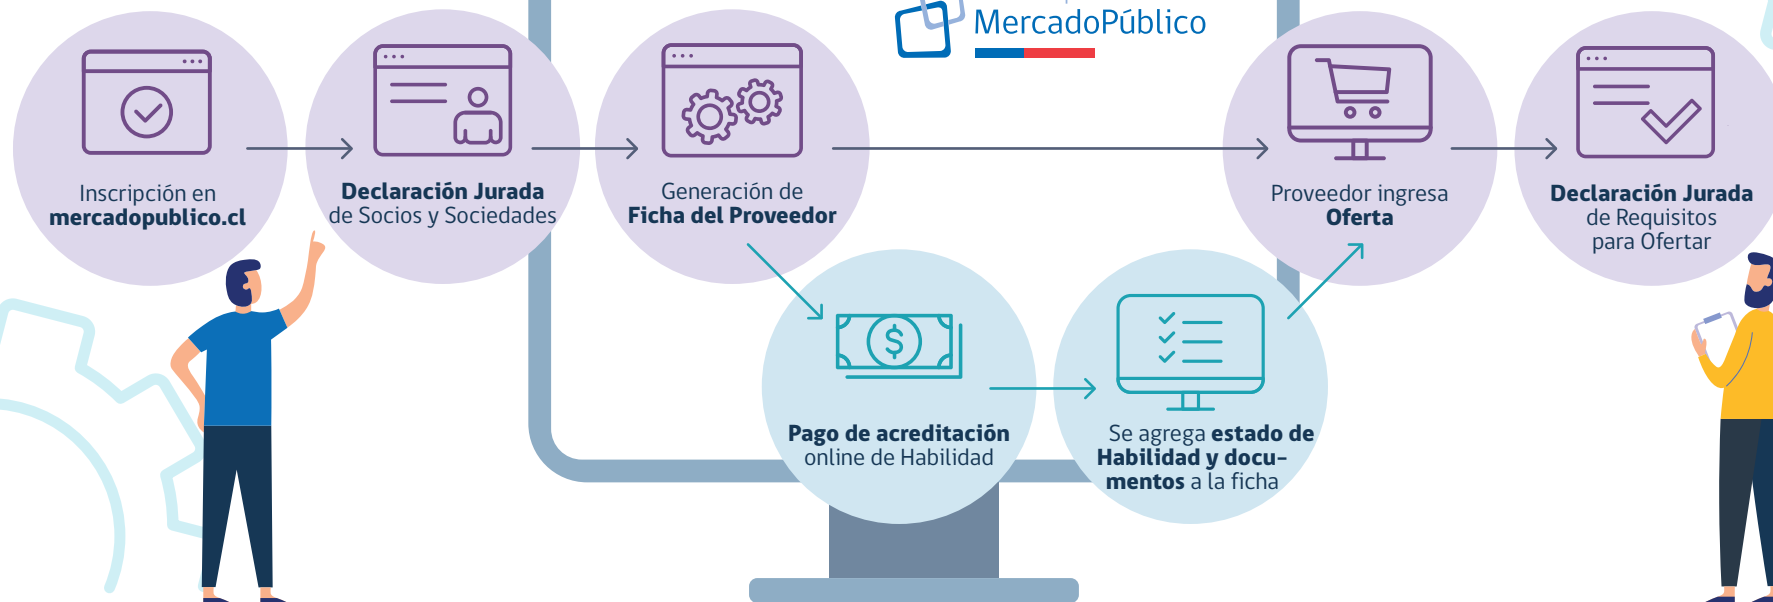 MercadoPúblico
Inscripción en
mercadopublico.cl
Declaración Jurada
de Socios y Sociedades
Generación de
Ficha del Proveedor
Proveedor ingresa
Oferta
Declaración Jurada
de Requisitos
para Ofertar
$
Pago de acreditación
online de Habilidad
Se agrega estado de
Habilidad y docu-
mentos a la ficha